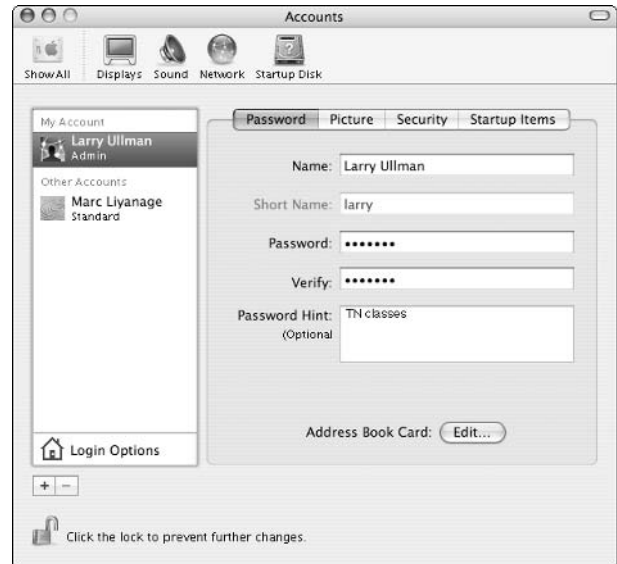 Accounts
Show All Displays Sound Network Startup Disk
My Account
Larry Ullman
Admin
Other Accounts
Marc Liyanage
Standard
Login Options
+ −
Password Picture Security Startup Items
Name: Larry Ullman
Short Name: larry
Password: •••••••
Verify: •••••••
Password Hint: TN classes
(Optional
Address Book Card: Edit...
Click the lock to prevent further changes.